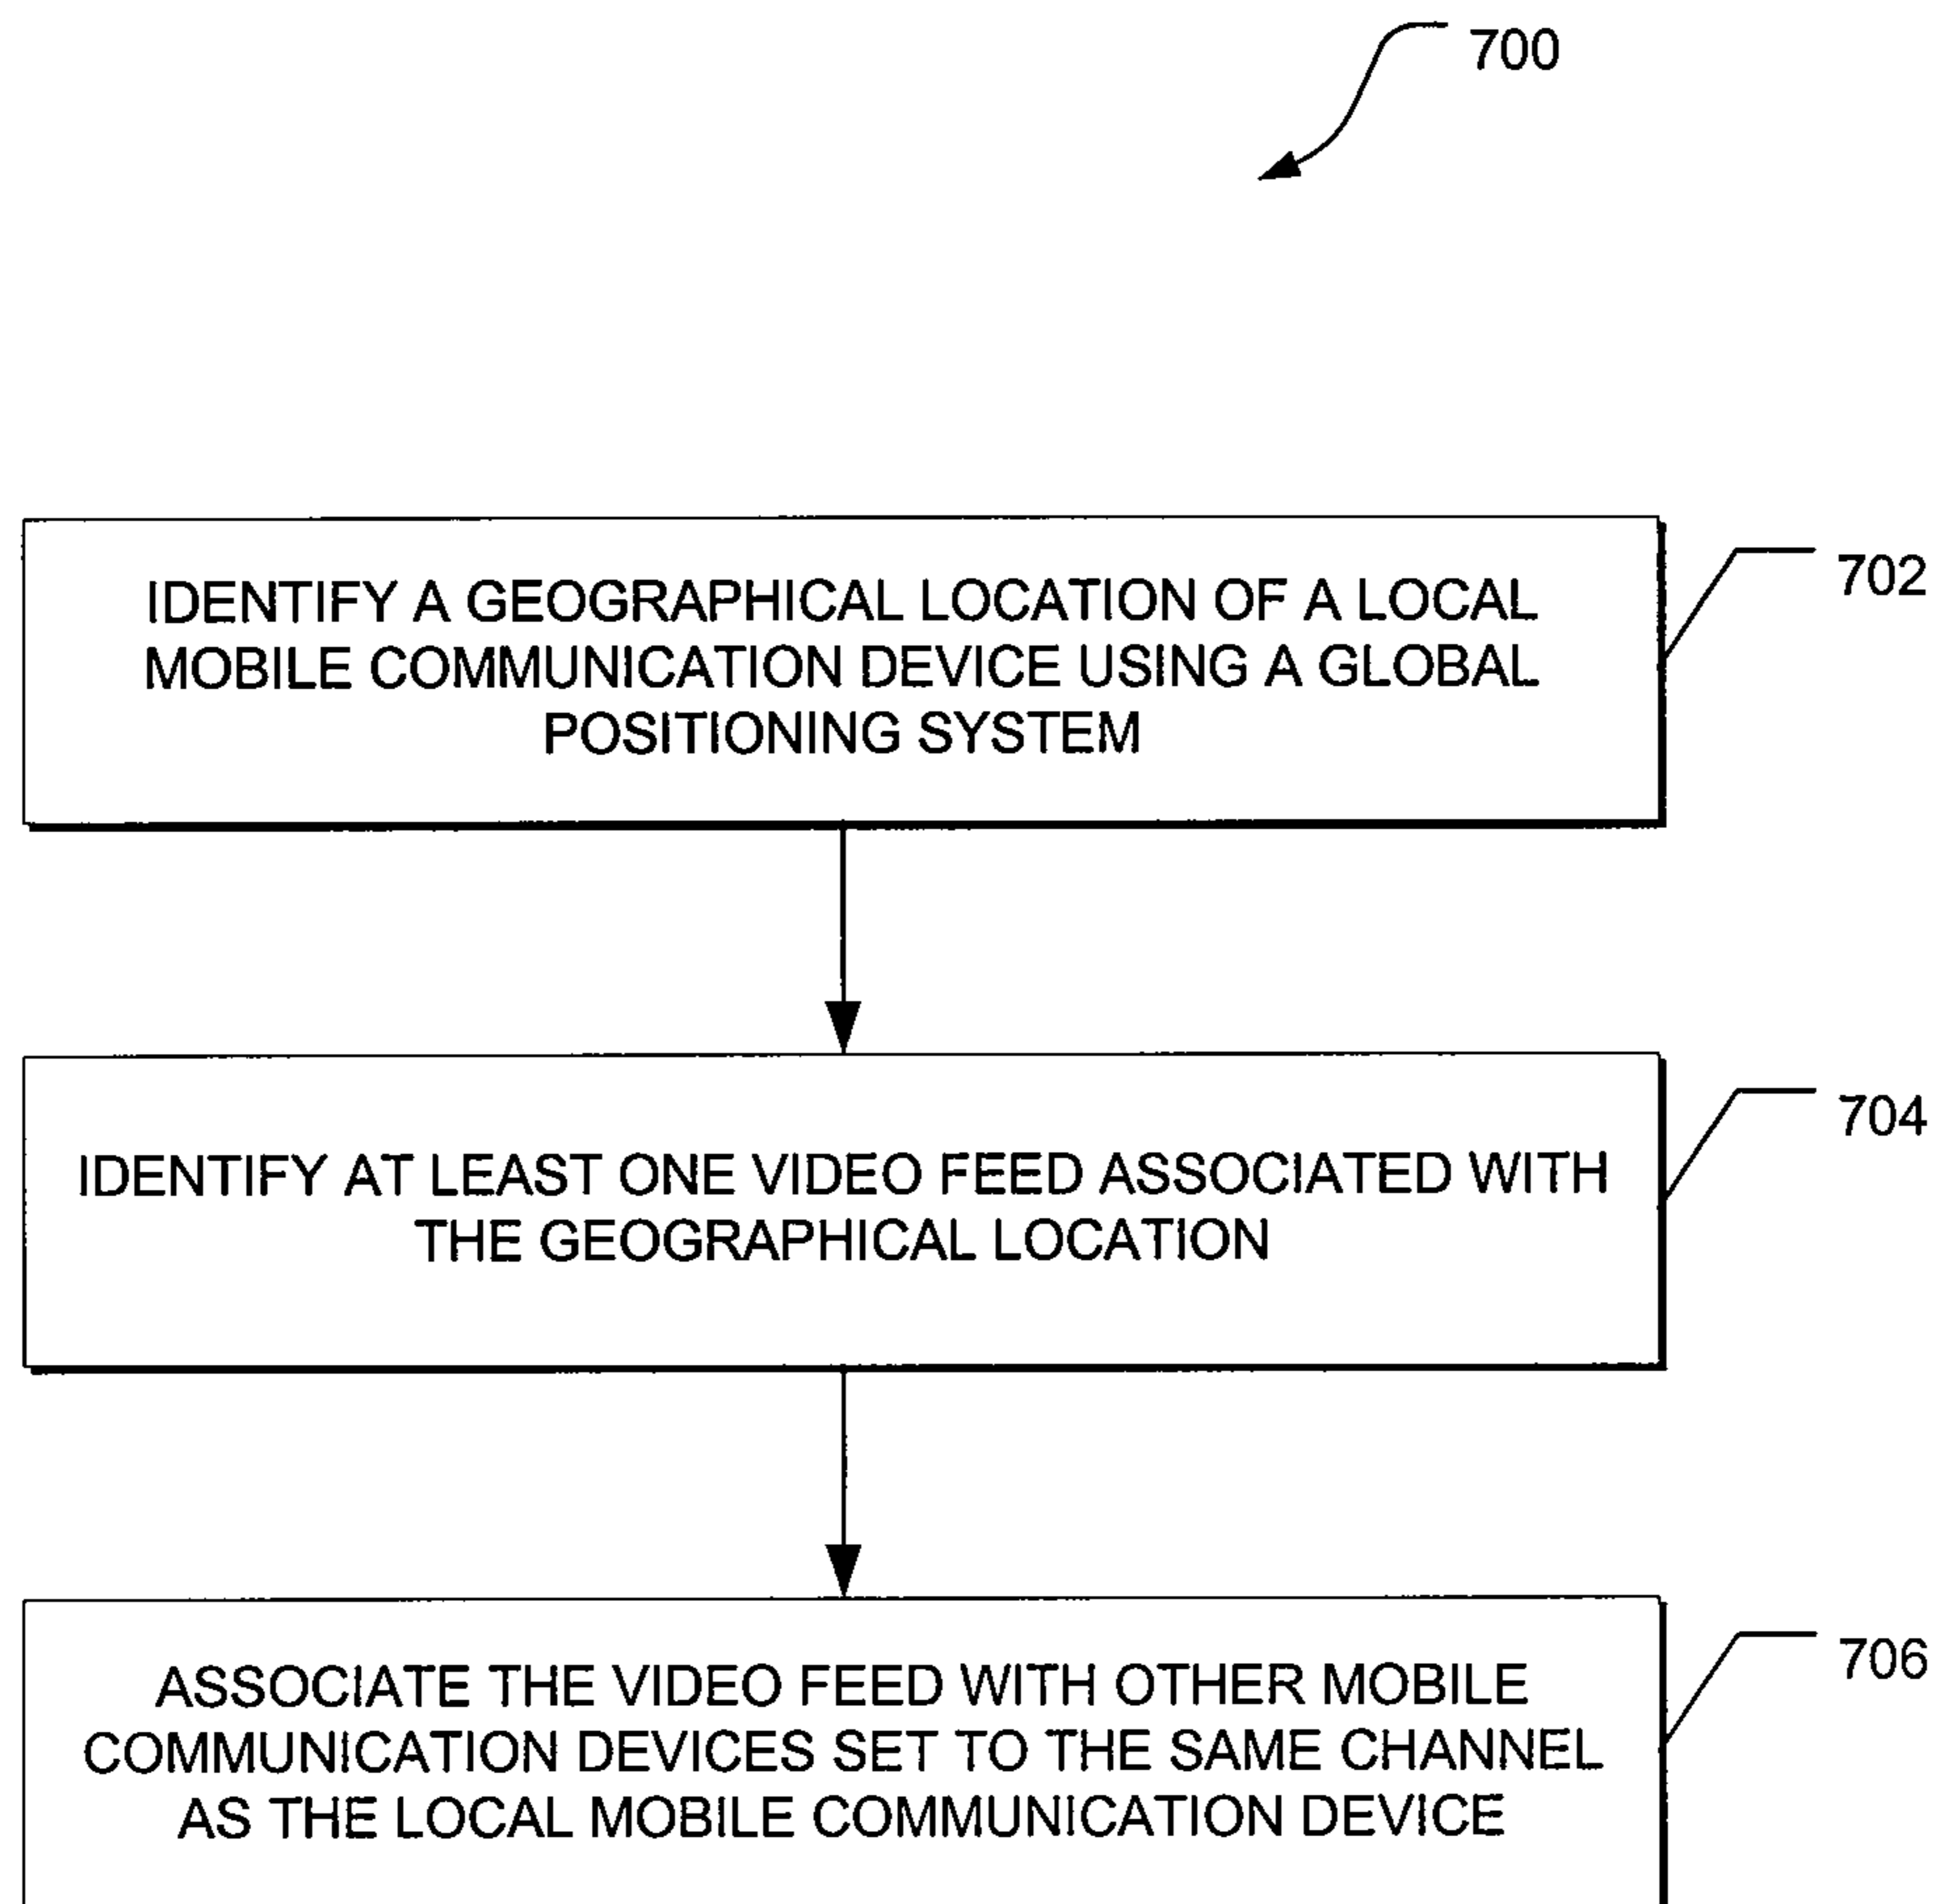 700
IDENTIFY A GEOGRAPHICAL LOCATION OF A LOCAL
MOBILE COMMUNICATION DEVICE USING A GLOBAL
POSITIONING SYSTEM
702
IDENTIFY AT LEAST ONE VIDEO FEED ASSOCIATED WITH
THE GEOGRAPHICAL LOCATION
704
ASSOCIATE THE VIDEO FEED WITH OTHER MOBILE
COMMUNICATION DEVICES SET TO THE SAME CHANNEL
AS THE LOCAL MOBILE COMMUNICATION DEVICE
706